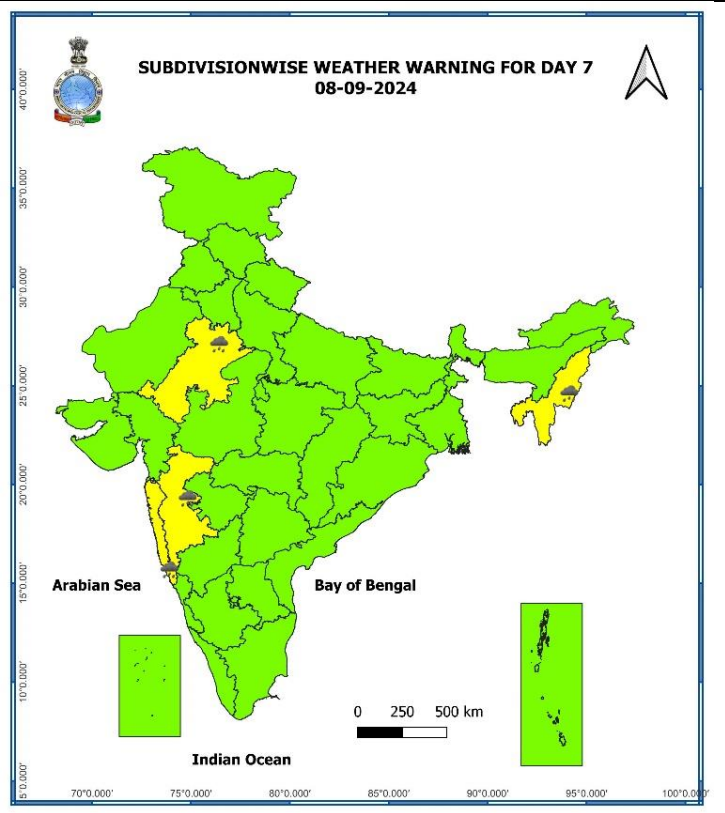 SUBDIVISIONWISE WEATHER WARNING FOR DAY 7
08-09-2024
40°0.000'
35°0.000'
30°0.000'
25°0.000'
20°0.000'
15°0.000'
10°0.000'
5°0.000'
Arabian Sea
Bay of Bengal
0 250 500 km
Indian Ocean
70°0.000' 75°0.000' 80°0.000' 85°0.000' 90°0.000' 95°0.000' 100°0.000'